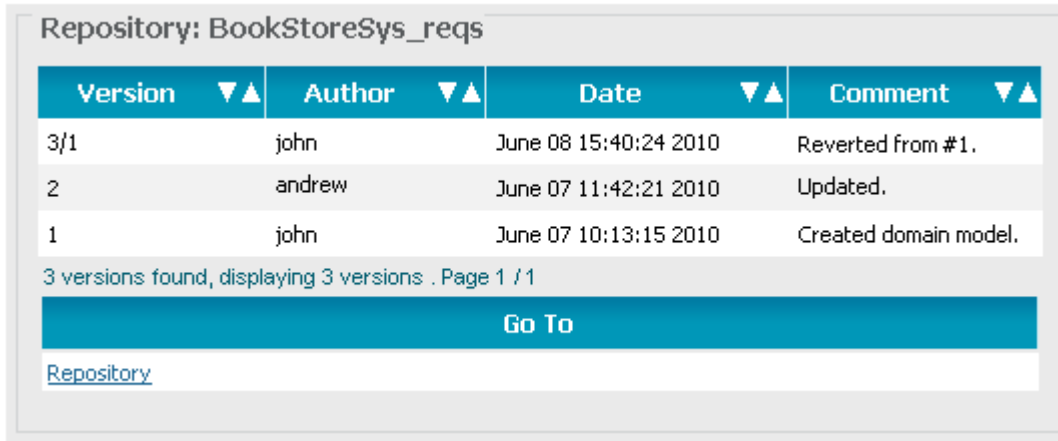 Repository: BookStoreSys_reqs
Version ▼▲ Author ▼▲ Date ▼▲ Comment ▼▲
3/1 john June 08 15:40:24 2010 Reverted from #1.
2 andrew June 07 11:42:21 2010 Updated.
1 john June 07 10:13:15 2010 Created domain model.
3 versions found, displaying 3 versions . Page 1 / 1
Go To
Repository